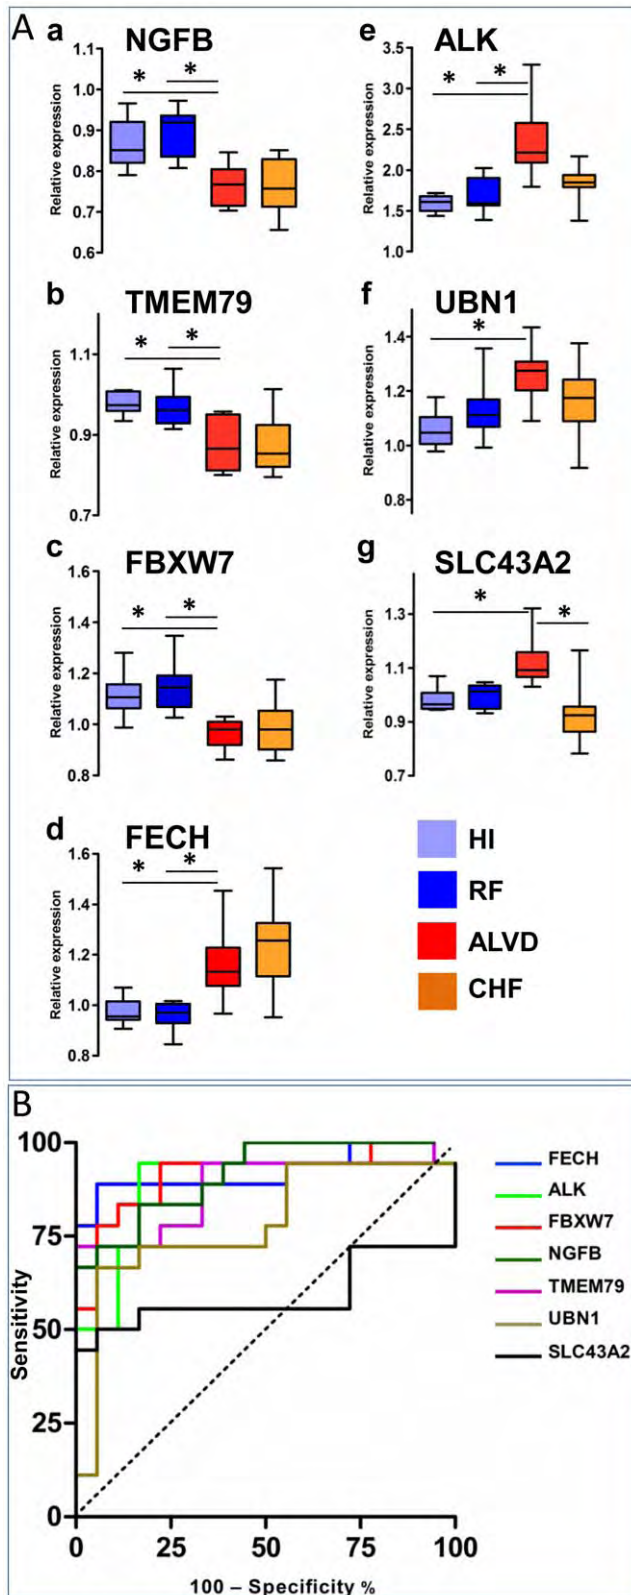 A
a NGFB
* *
Relative expression
1.1
1.0
0.9
0.8
0.7
0.6
e ALK
* *
Relative expression
3.5
3.0
2.5
2.0
1.5
1.0
b TMEM79
* *
Relative expression
1.1
0.9
0.7
f UBN1
*
Relative expression
1.4
1.2
1.0
0.8
c FBXW7
* *
Relative expression
1.6
1.4
1.2
1.0
0.8
g SLC43A2
* *
Relative expression
1.3
1.1
0.9
0.7
d FECH
* *
Relative expression
1.6
1.4
1.2
1.0
0.8
HI
RF
ALVD
CHF
B
Sensitivity
100
75
50
25
0
0 25 50 75 100
100 – Specificity %
FECH
ALK
FBXW7
NGFB
TMEM79
UBN1
SLC43A2